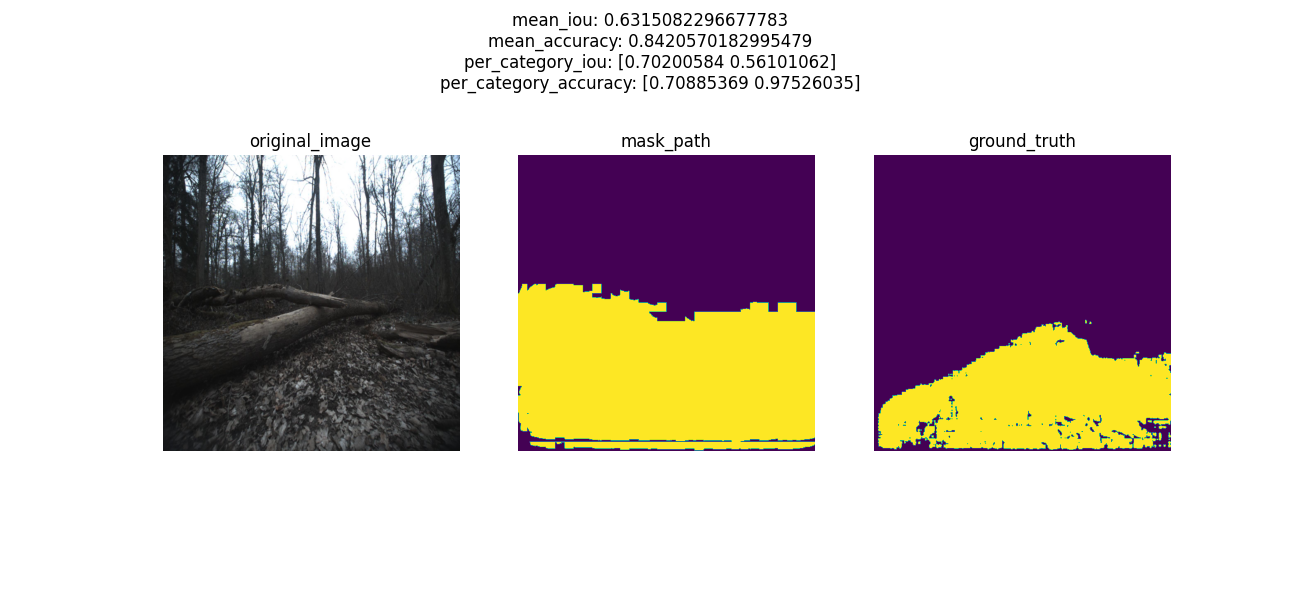 mean_iou: 0.6315082296677783
mean_accuracy: 0.8420570182995479
per_category_iou: [0.70200584 0.56101062]
per_category_accuracy: [0.70885369 0.97526035]
original_image
mask_path
ground_truth